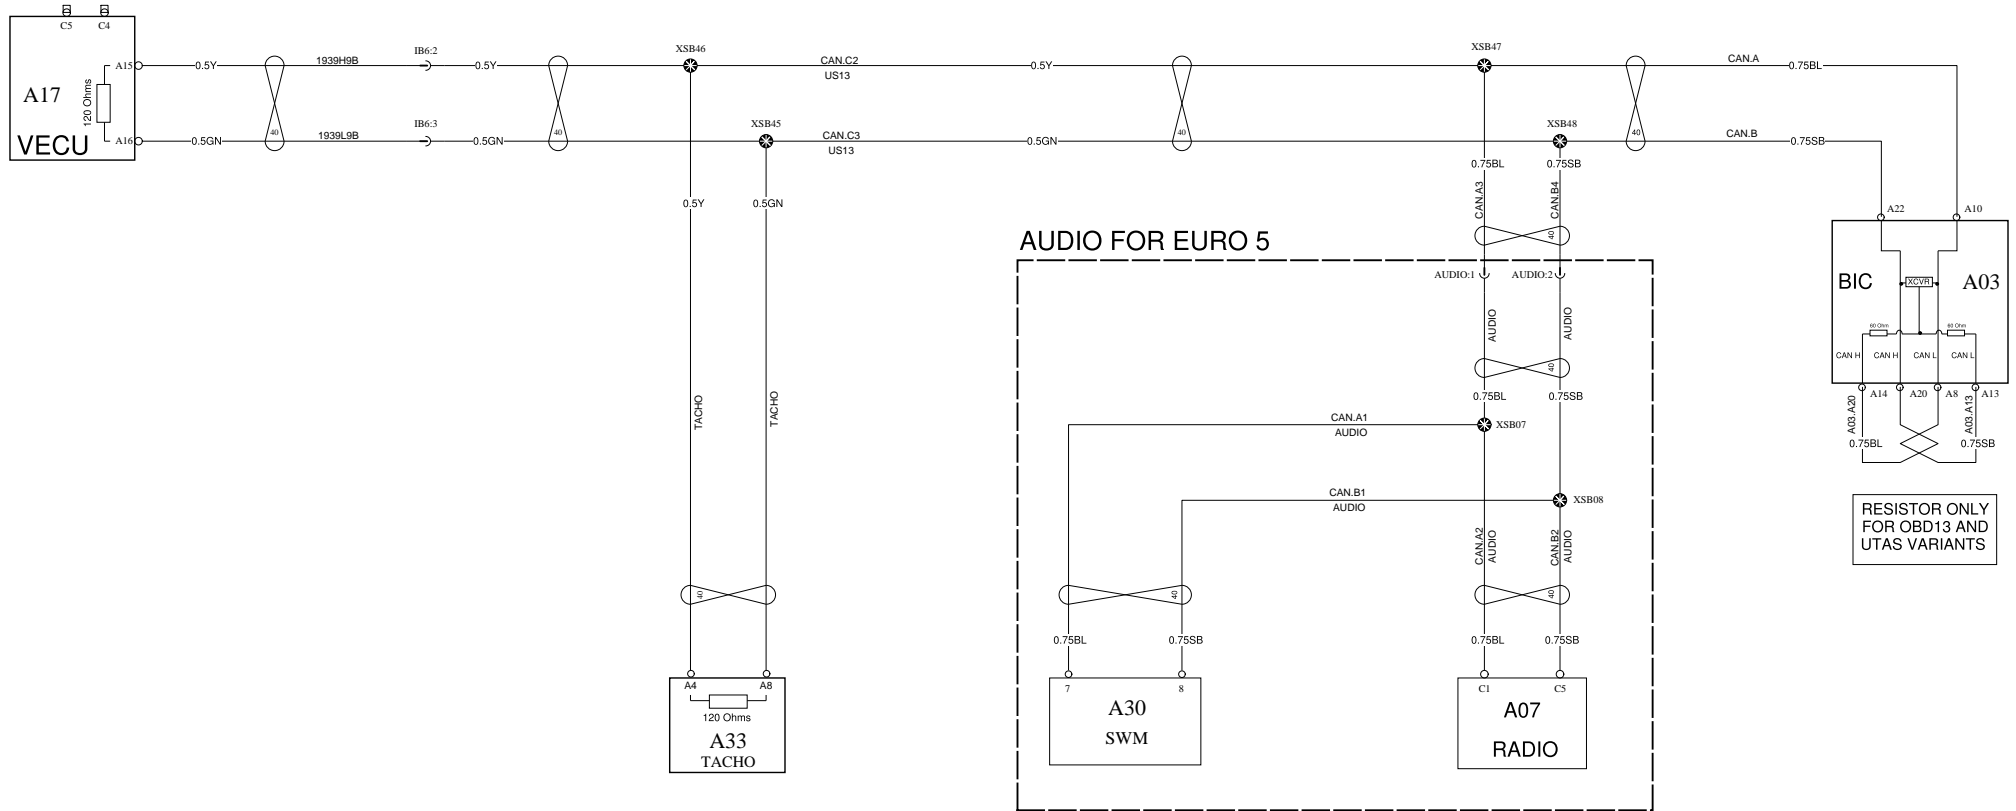 C5 C4
A15
A17
120 Ohms
A16
VECU
0.5Y
40
1939H9B
IB6:2
0.5Y
40
XSB46
CAN.C2
US13
0.5Y
40
XSB47
CAN.A
0.75BL
0.5GN
1939L9B
IB6:3
0.5GN
XSB45
CAN.C3
US13
0.5GN
XSB48
40
CAN.B
0.75SB
0.5Y
0.5GN
TACHO
TACHO
40
A4 A8
120 Ohms
A33
TACHO
0.75BL
0.75SB
CAN.A3
CAN.B4
40
AUDIO FOR EURO 5
AUDIO:1
AUDIO:2
AUDIO
AUDIO
40
0.75BL
0.75SB
CAN.A1
AUDIO
XSB07
CAN.B1
AUDIO
XSB08
CAN.A2
AUDIO
CAN.B2
AUDIO
40
40
0.75BL
0.75SB
0.75BL
0.75SB
7 8
A30
SWM
C1 C5
A07
RADIO
A22
A10
BIC
XCVR
A03
60 Ohm
60 Ohm
CAN H
CAN H
CAN L
CAN L
A14
A20
A8
A13
A03.A20
A03.A13
0.75BL
0.75SB
RESISTOR ONLY
FOR OBD13 AND
UTAS VARIANTS